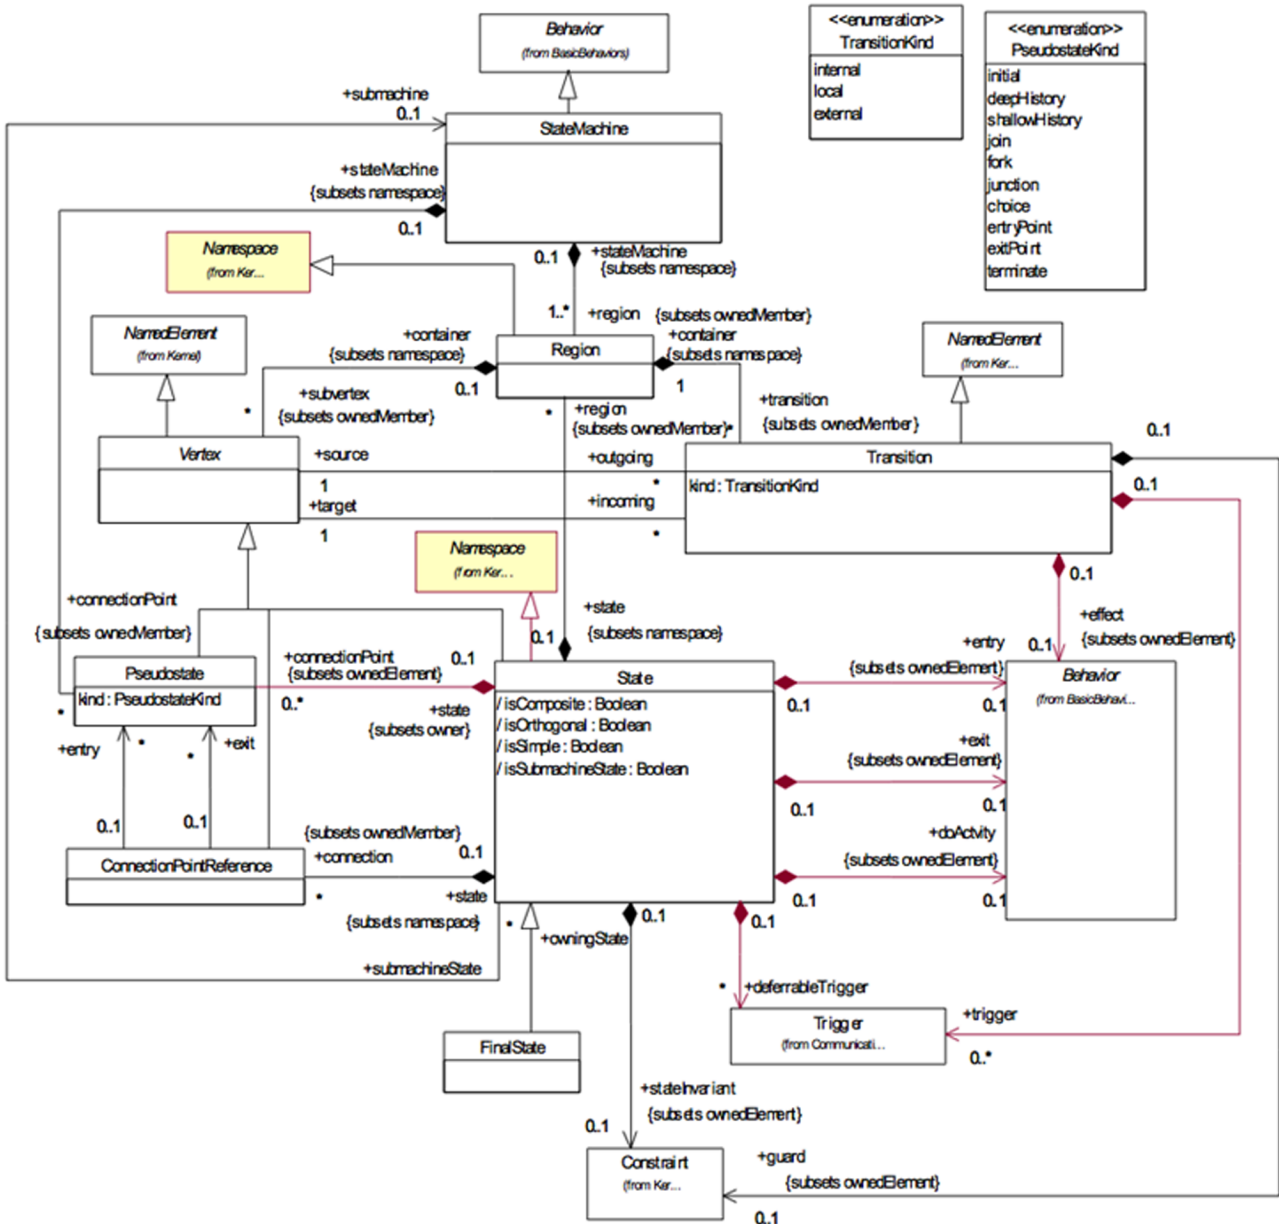 Behavior
(from BasicBehaviors)
<<enumeration>>
TransitionKind
internal
local
external
<<enumeration>>
PseudostateKind
initial
deepHistory
shallowHistory
join
fork
junction
choice
entryPoint
exitPoint
terminate
+submachine
0..1
StateMachine
+stateMachine
{subsets namespace}
0..1
Namespace
(from Ker...
0..1
+stateMachine
{subsets namespace}
1..*
+region
{subsets ownedMember}
NamedElement
(from Kernel)
+container
{subsets namespace}
0..1
Region
+container
{subsets namespace}
1
NamedElement
(from Ker...
+subvertex
{subsets ownedMember}
*
*
+region
{subsets ownedMember}
*
+transition
{subsets ownedMember}
0..1
Vertex
+source
1
+outgoing
*
Transition
kind : TransitionKind
0..1
+target
1
+incoming
*
Namespace
(from Ker...
0..1
+connectionPoint
{subsets ownedMember}
0..1
+state
{subsets namespace}
+effect
{subsets ownedElement}
0..1
Pseudostate
kind : PseudostateKind
*
+connectionPoint
{subsets ownedElement}
0..1
0..*
+state
{subsets owner}
State
/ isComposite : Boolean
/ isOrthogonal : Boolean
/ isSimple : Boolean
/ isSubmachineState : Boolean
+entry
{subsets ownedElement}
0..1
0..1
Behavior
(from BasicBehavi...
+entry
*
*
+exit
+exit
{subsets ownedElement}
0..1
0..1
0..1
0..1
+doActvity
{subsets ownedElement}
0..1
0..1
ConnectionPointReference
{subsets ownedMember}
+connection
0..1
*
+state
{subsets namespace}
*
+submachineState
+owningState
0..1
0..1
*
+deferrableTrigger
Trigger
(from Communicati...
+trigger
0..*
FinalState
+stateInvariant
{subsets ownedElement}
0..1
Constraint
(from Ker...
+guard
{subsets ownedElement}
0..1